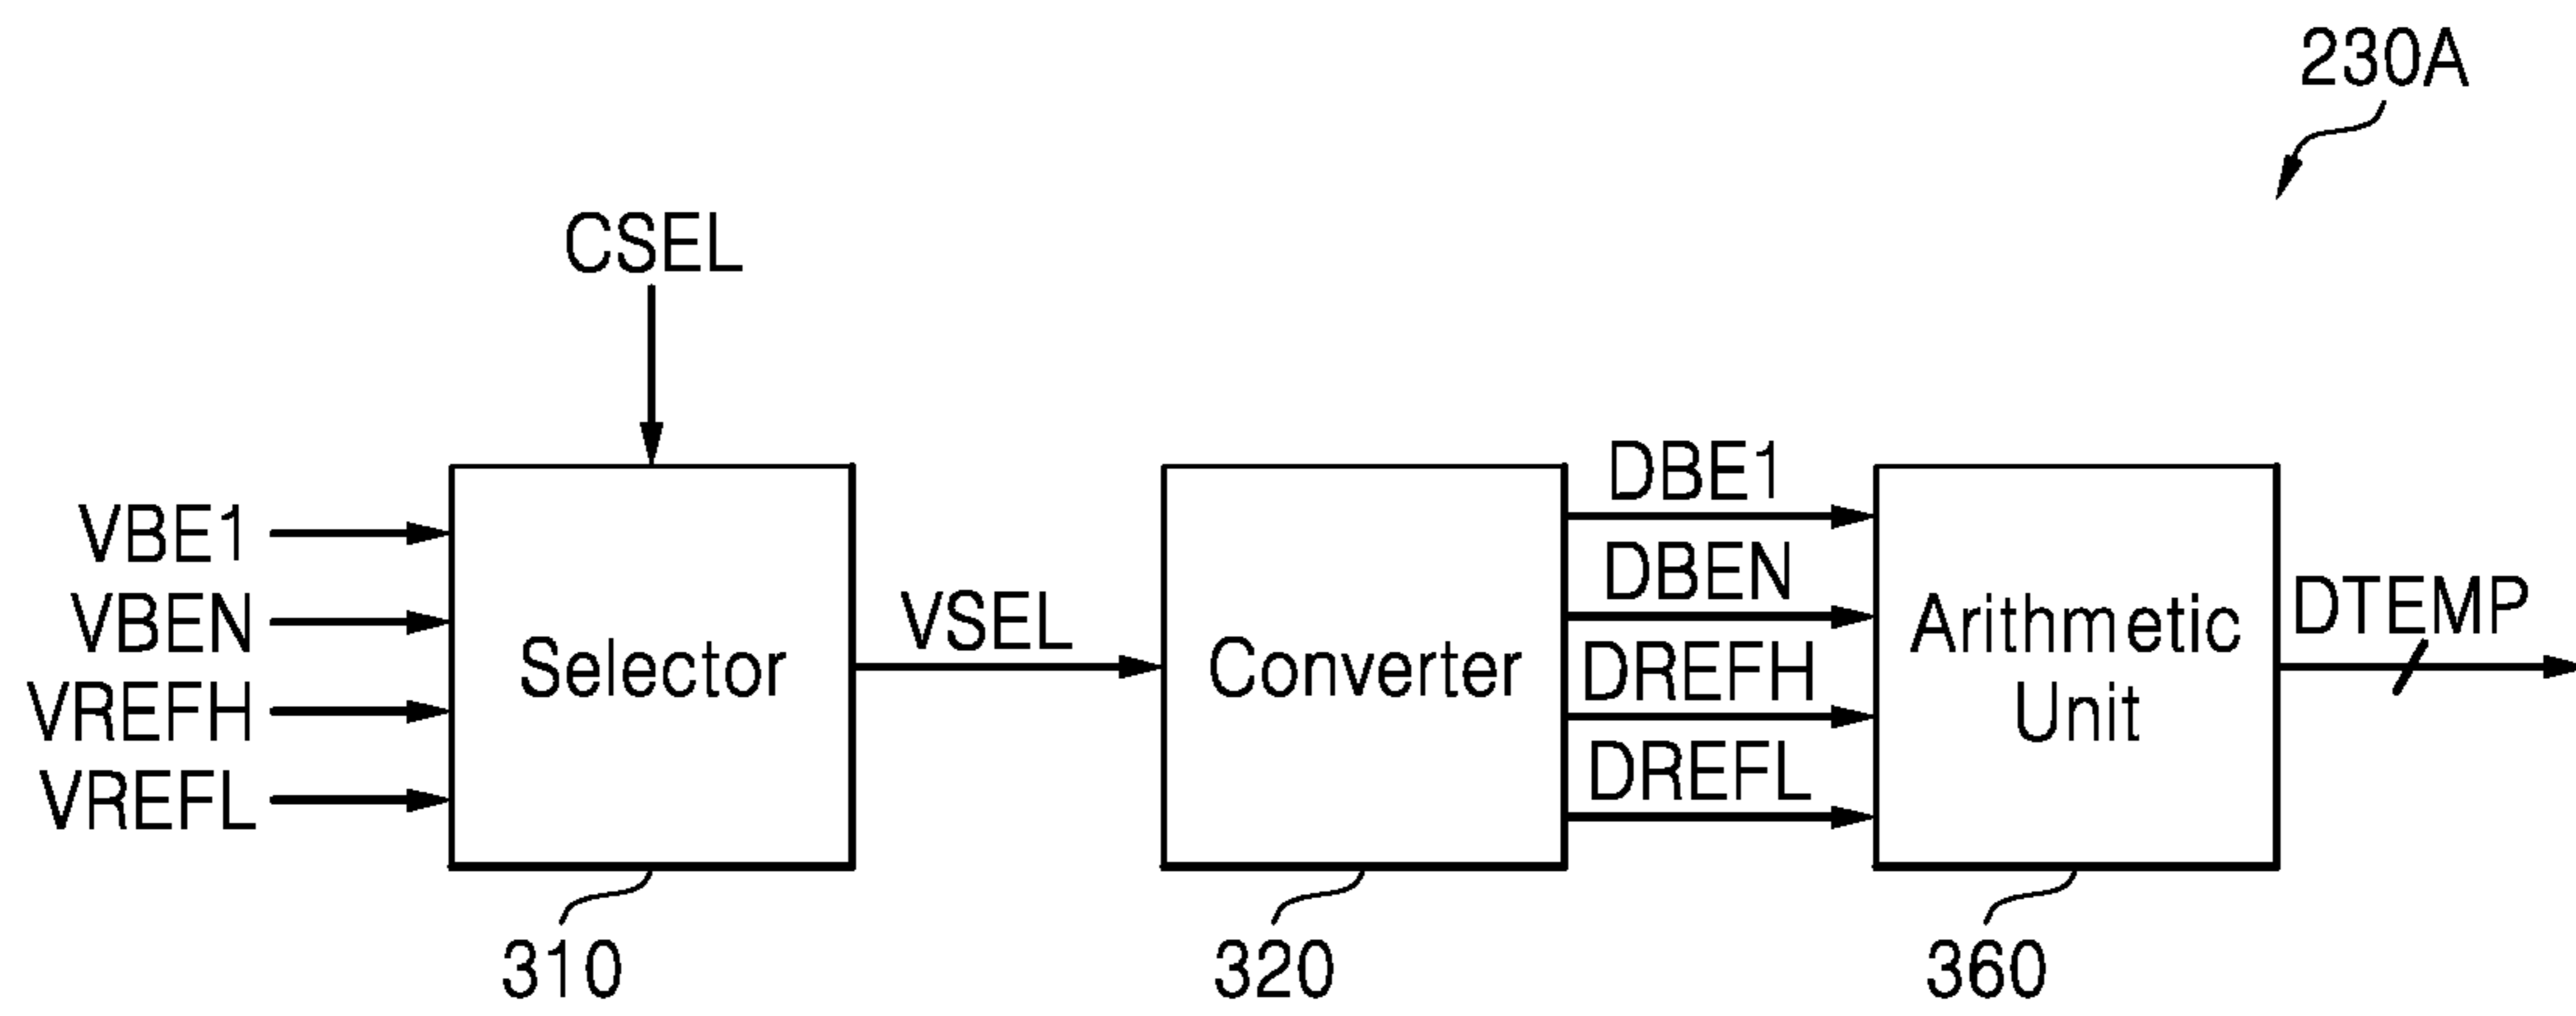 230A
CSEL
VBE1
VBEN
VREFH
VREFL
Selector
VSEL
Converter
DBE1
DBEN
DREFH
DREFL
Arithmetic
Unit
DTEMP
310
320
360